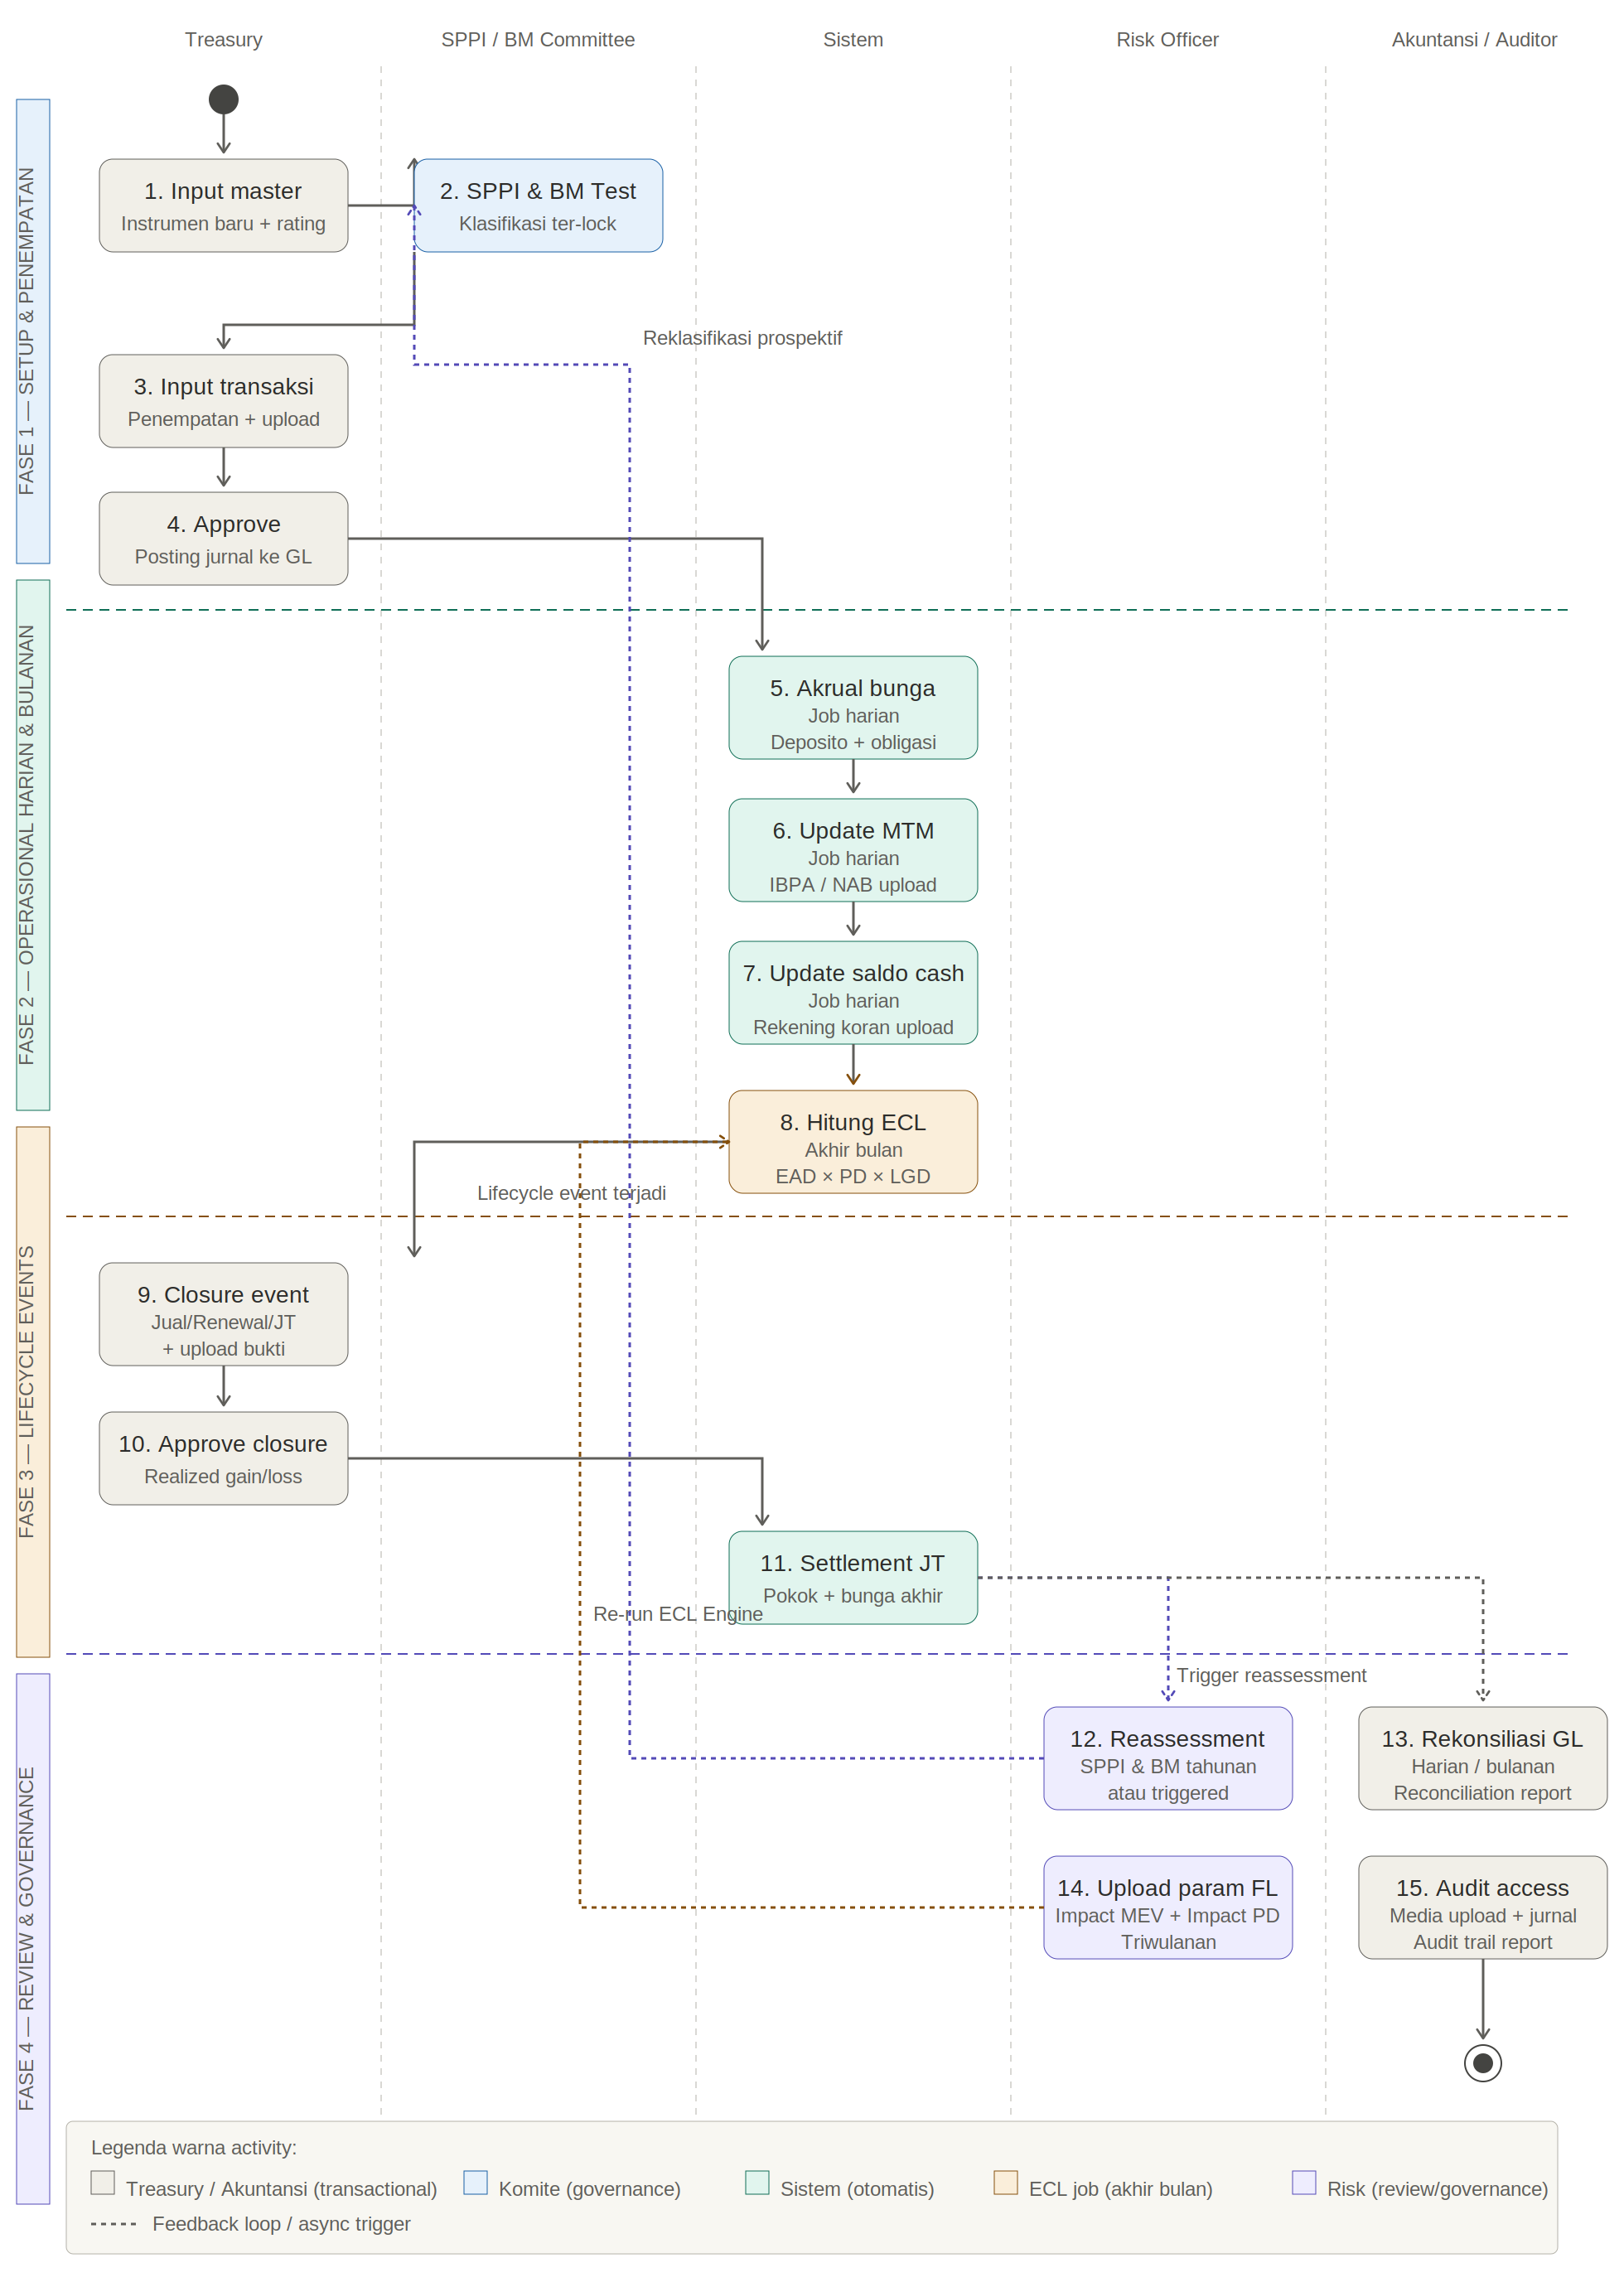 Treasury
SPPI / BM Committee
Sistem
Risk Officer
Akuntansi / Auditor
FASE 1 — SETUP & PENEMPATAN
1. Input master
Instrumen baru + rating
2. SPPI & BM Test
Klasifikasi ter-lock
Reklasifikasi prospektif
3. Input transaksi
Penempatan + upload
4. Approve
Posting jurnal ke GL
FASE 2 — OPERASIONAL HARIAN & BULANAN
5. Akrual bunga
Job harian
Deposito + obligasi
6. Update MTM
Job harian
IBPA / NAB upload
7. Update saldo cash
Job harian
Rekening koran upload
8. Hitung ECL
Akhir bulan
EAD × PD × LGD
Lifecycle event terjadi
FASE 3 — LIFECYCLE EVENTS
9. Closure event
Jual/Renewal/JT
+ upload bukti
10. Approve closure
Realized gain/loss
11. Settlement JT
Pokok + bunga akhir
Re-run ECL Engine
Trigger reassessment
FASE 4 — REVIEW & GOVERNANCE
12. Reassessment
SPPI & BM tahunan
atau triggered
13. Rekonsiliasi GL
Harian / bulanan
Reconciliation report
14. Upload param FL
Impact MEV + Impact PD
Triwulanan
15. Audit access
Media upload + jurnal
Audit trail report
Legenda warna activity:
Treasury / Akuntansi (transactional)
Komite (governance)
Sistem (otomatis)
ECL job (akhir bulan)
Risk (review/governance)
Feedback loop / async trigger